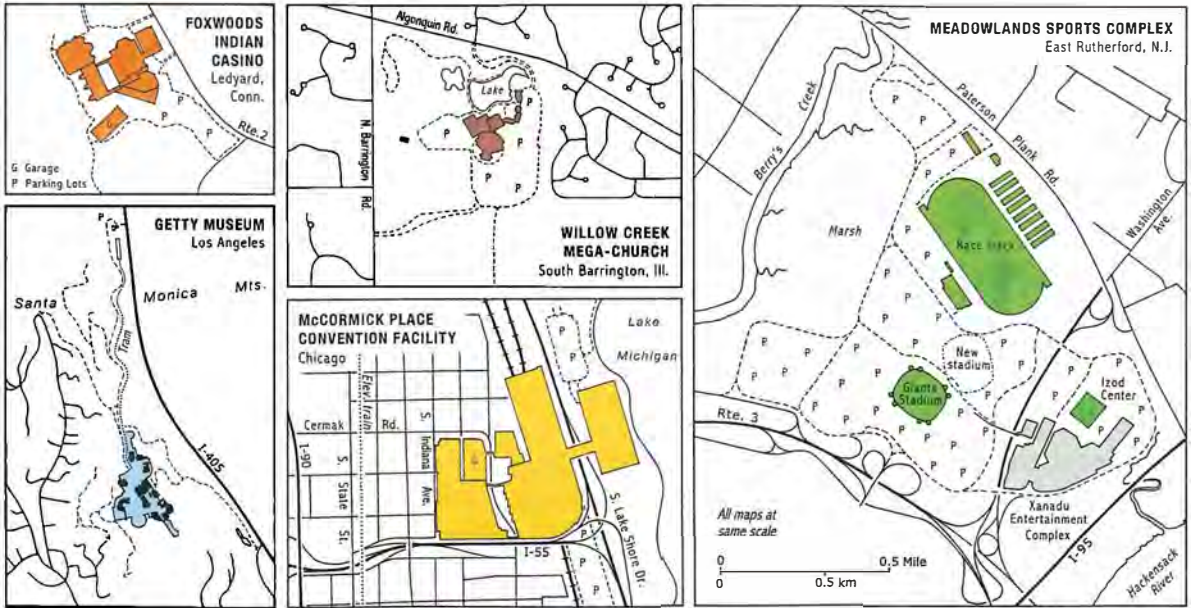 FOXWOODS
INDIAN
CASINO
Ledyard,
Conn.
G
P
P
P
P
Rte. 2
G Garage
P Parking Lots
Algonquin Rd.
Lake
P
P
P
P
P
N. Barrington
Rd.
WILLOW CREEK
MEGA-CHURCH
South Barrington, Ill.
GETTY MUSEUM
Los Angeles
P
Santa
Monica
Mts.
Tram
I-405
McCORMICK PLACE
CONVENTION FACILITY
Chicago
Elev. train
Cermak
Rd.
I-90
S.
State
St.
S.
Indiana
Ave.
G
P
P
Lake
Michigan
I-55
S. Lake Shore Dr.
P
P
MEADOWLANDS SPORTS COMPLEX
East Rutherford, N.J.
Berry's
Creek
Paterson
Plank
Rd.
Washington
Ave.
Marsh
P
P
P
P
Race track
P
P
P
P
P
P
P
P
P
P
P
New
stadium
Giants
Stadium
Izod
Center
Rte. 3
P
P
P
P
P
P
P
P
P
P
P
Xanadu
Entertainment
Complex
I-95
Hackensack
River
All maps at
same scale
0
0.5 Mile
0
0.5 km